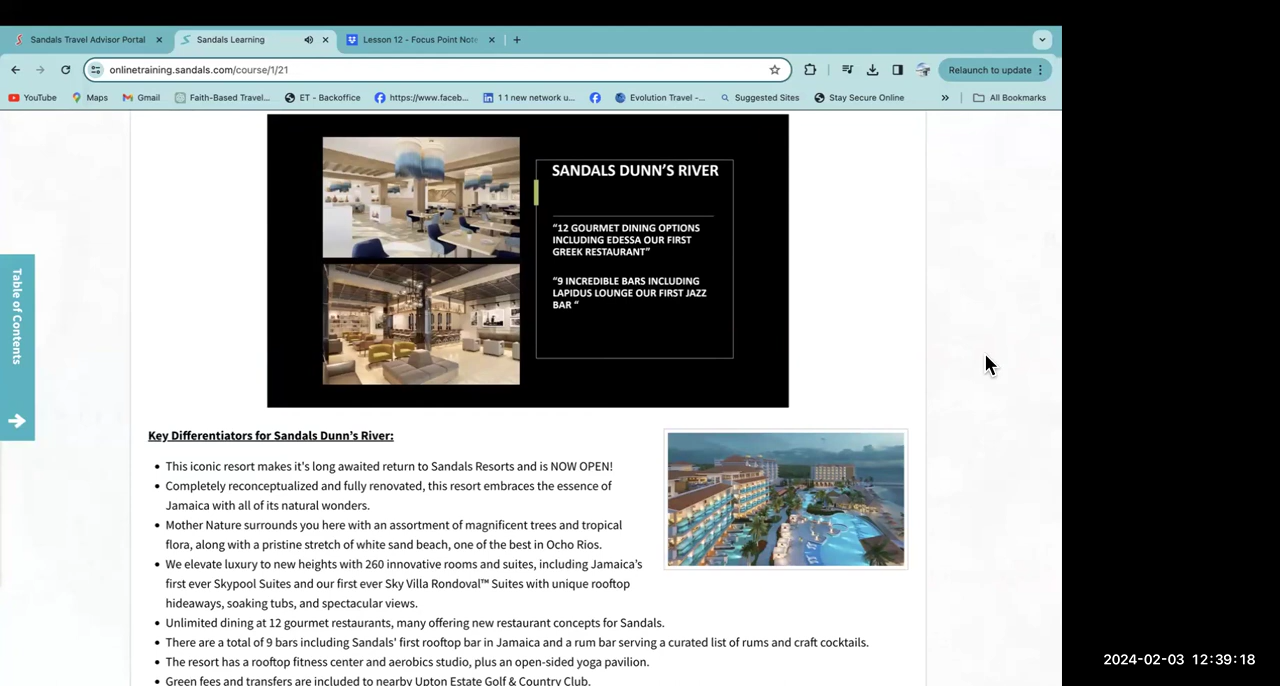 Sandals Travel Advisor Portal
Sandals Learning
Lesson 12 - Focus Point Note
onlinetraining.sandals.com/course/1/21
Relaunch to update
YouTube
Maps
Gmail
Faith-Based Travel...
ET - Backoffice
https://www.faceb...
1 1 new network u...
Evolution Travel -...
Suggested Sites
Stay Secure Online
»
All Bookmarks
Table of Contents
SANDALS DUNN’S RIVER
“12 GOURMET DINING OPTIONS
INCLUDING EDESSA OUR FIRST
GREEK RESTAURANT”
“9 INCREDIBLE BARS INCLUDING
LAPIDUS LOUNGE OUR FIRST JAZZ
BAR “
Key Differentiators for Sandals Dunn’s River:
• This iconic resort makes it's long awaited return to Sandals Resorts and is NOW OPEN!
• Completely reconceptualized and fully renovated, this resort embraces the essence of
Jamaica with all of its natural wonders.
• Mother Nature surrounds you here with an assortment of magnificent trees and tropical
flora, along with a pristine stretch of white sand beach, one of the best in Ocho Rios.
• We elevate luxury to new heights with 260 innovative rooms and suites, including Jamaica’s
first ever Skypool Suites and our first ever Sky Villa Rondoval™ Suites with unique rooftop
hideaways, soaking tubs, and spectacular views.
• Unlimited dining at 12 gourmet restaurants, many offering new restaurant concepts for Sandals.
• There are a total of 9 bars including Sandals' first rooftop bar in Jamaica and a rum bar serving a curated list of rums and craft cocktails.
• The resort has a rooftop fitness center and aerobics studio, plus an open-sided yoga pavilion.
• Green fees and transfers are included to nearby Upton Estate Golf & Country Club.
2024-02-03 12:39:18